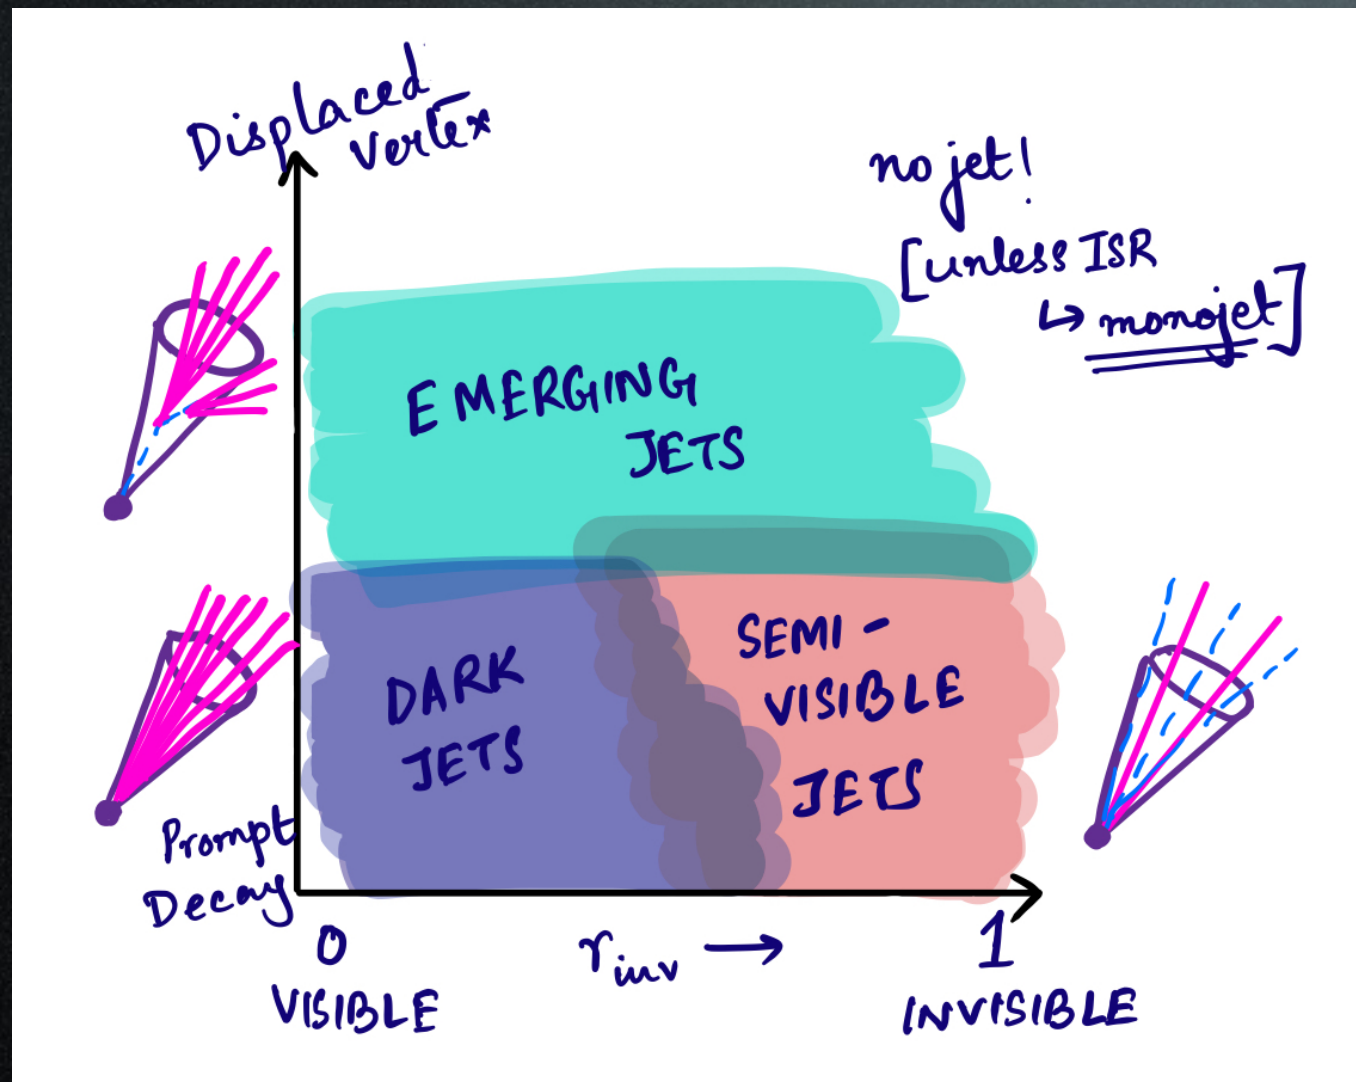 Displaced
Vertex
no jet!
[unless ISR
↳ monojet]
EMERGING
JETS
SEMI-
VISIBLE
JETS
DARK
JETS
Prompt
Decay
0
r_inv →
1
VISIBLE
INVISIBLE